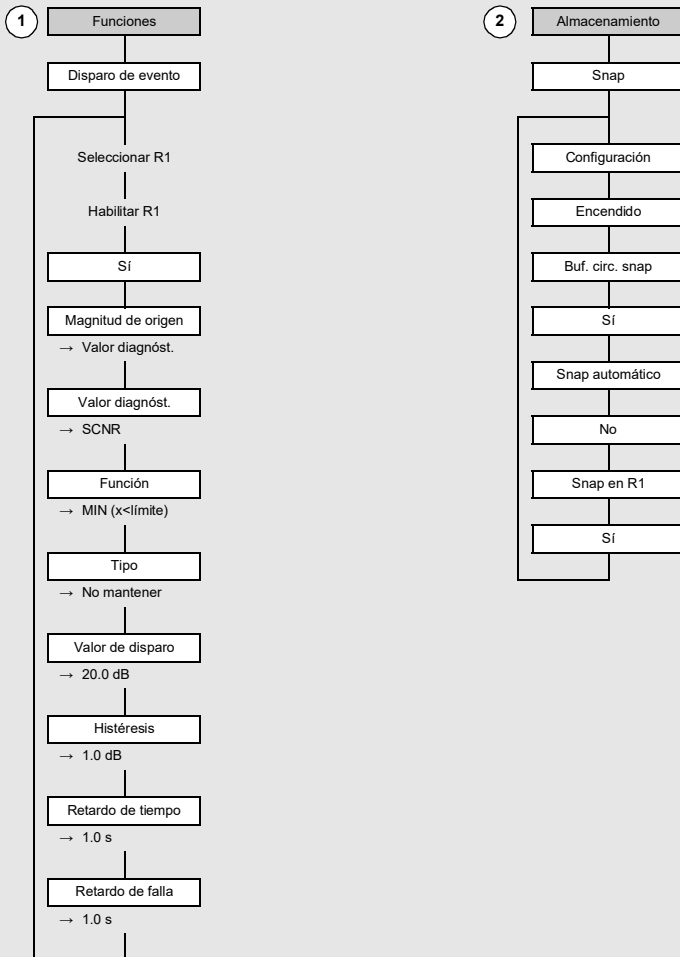 1
Funciones
Disparo de evento
Seleccionar R1
Habilitar R1
Sí
Magnitud de origen
→ Valor diagnóst.
Valor diagnóst.
→ SCNR
Función
→ MIN (x<límite)
Tipo
→ No mantener
Valor de disparo
→ 20.0 dB
Histéresis
→ 1.0 dB
Retardo de tiempo
→ 1.0 s
Retardo de falla
→ 1.0 s
2
Almacenamiento
Snap
Configuración
Encendido
Buf. circ. snap
Sí
Snap automático
No
Snap en R1
Sí